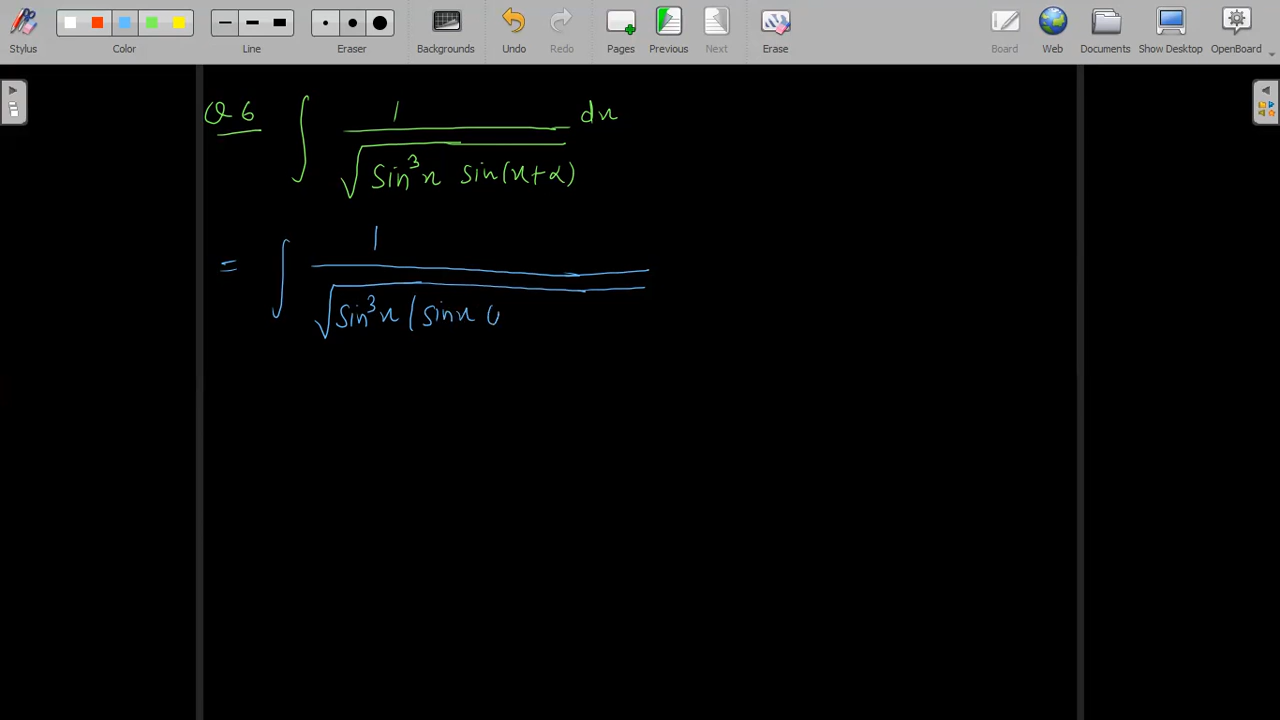 Stylus Color Line Eraser Backgrounds Undo Redo Pages Previous Next Erase Board Web Documents Show Desktop OpenBoard
Q 6 ∫ 1 / √(sin³x sin(x+α)) dx
= ∫ 1 / √(sin³x (sinx c